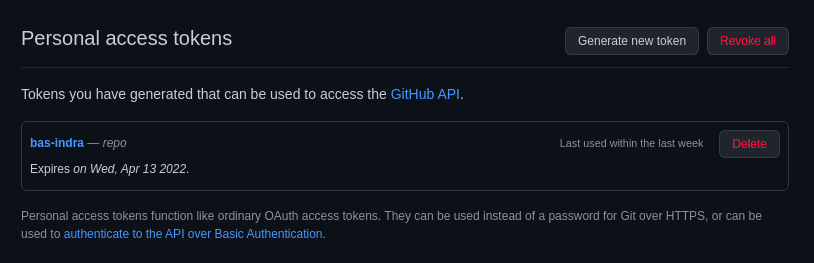 Personal access tokens
Generate new token
Revoke all
Tokens you have generated that can be used to access the GitHub API.
bas-indra — repo
Last used within the last week
Delete
Expires on Wed, Apr 13 2022.
Personal access tokens function like ordinary OAuth access tokens. They can be used instead of a password for Git over HTTPS, or can be
used to authenticate to the API over Basic Authentication.